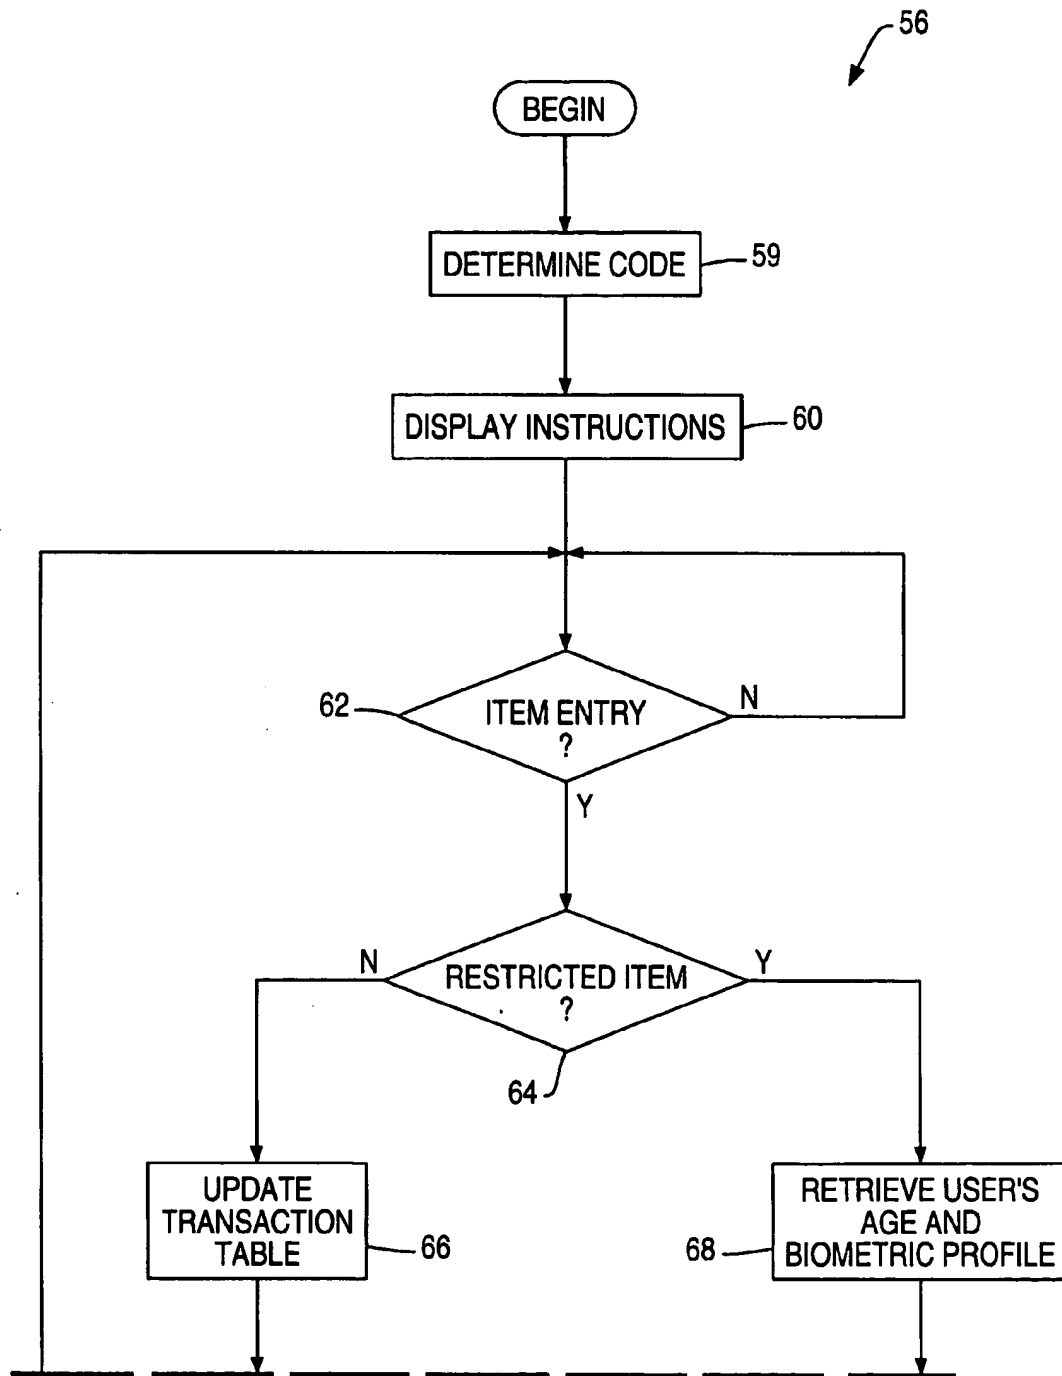 56
BEGIN
DETERMINE CODE
59
DISPLAY INSTRUCTIONS
60
62
ITEM ENTRY
?
N
Y
N
RESTRICTED ITEM
?
Y
64
UPDATE
TRANSACTION
TABLE
66
68
RETRIEVE USER'S
AGE AND
BIOMETRIC PROFILE